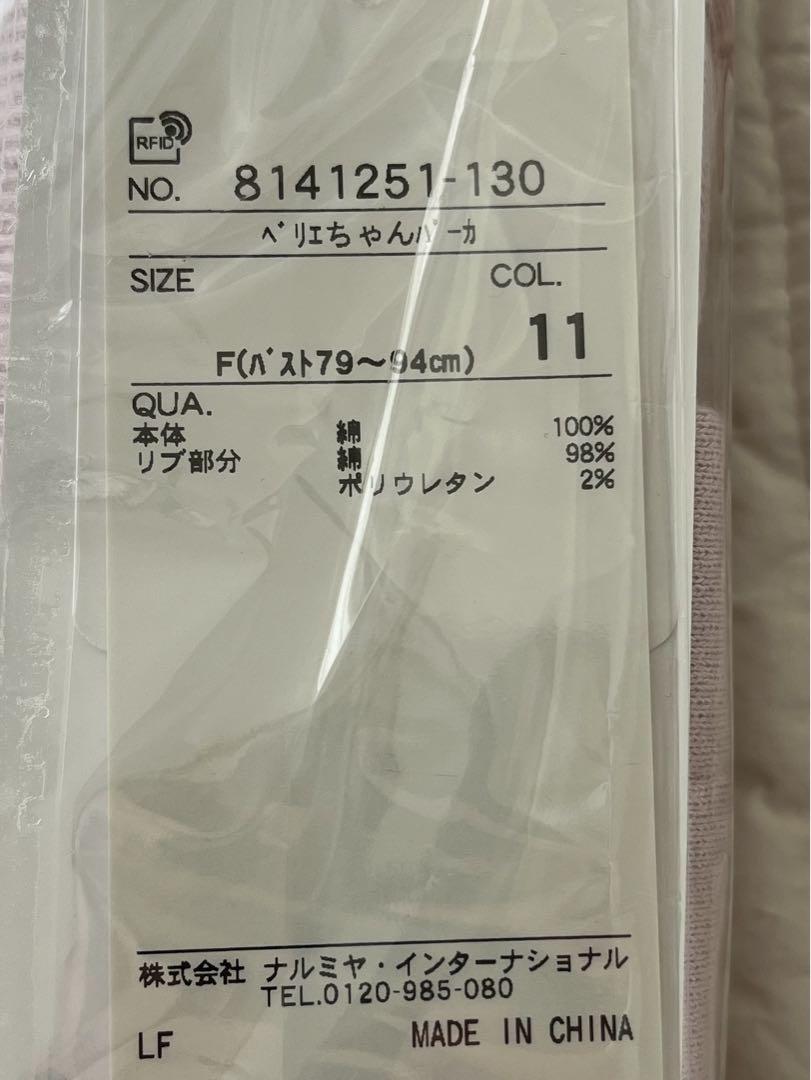 RFID
NO. 8141251-130
ﾍﾞﾘｴちゃんﾊﾟｰｶ
SIZE COL.
F(ﾊﾞｽﾄ79～94cm) 11
QUA.
本体 綿 100%
リブ部分 綿 98%
ポリウレタン 2%
株式会社 ナルミヤ・インターナショナル
TEL.0120-985-080
LF MADE IN CHINA